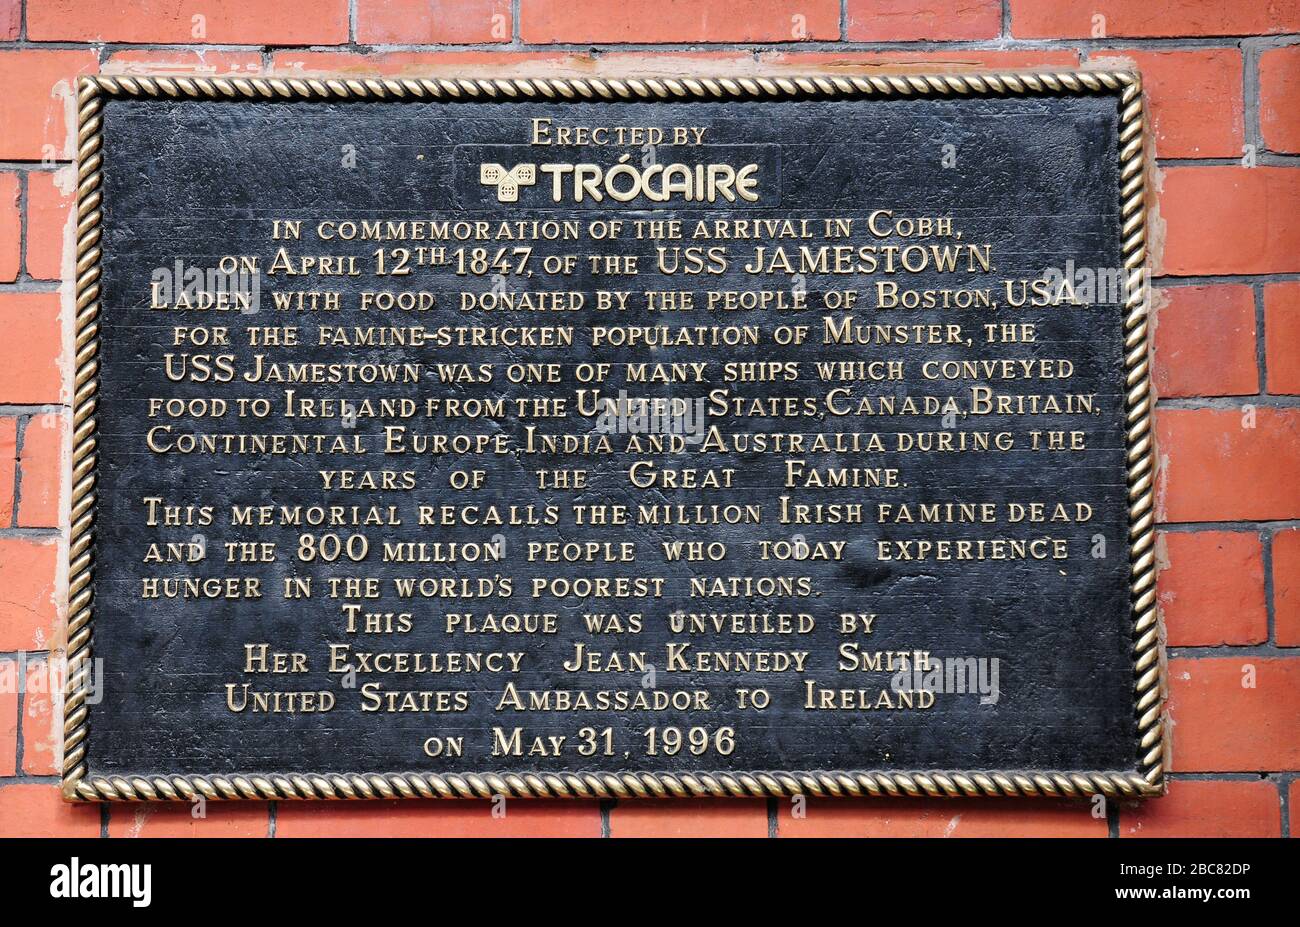 ERECTED BY
TRÓCAIRE
IN COMMEMORATION OF THE ARRIVAL IN COBH,
ON APRIL 12TH 1847, OF THE USS JAMESTOWN.
LADEN WITH FOOD DONATED BY THE PEOPLE OF BOSTON, USA,
FOR THE FAMINE-STRICKEN POPULATION OF MUNSTER, THE
USS JAMESTOWN WAS ONE OF MANY SHIPS WHICH CONVEYED
FOOD TO IRELAND FROM THE UNITED STATES, CANADA, BRITAIN,
CONTINENTAL EUROPE, INDIA AND AUSTRALIA DURING THE
YEARS OF THE GREAT FAMINE.
THIS MEMORIAL RECALLS THE MILLION IRISH FAMINE DEAD
AND THE 800 MILLION PEOPLE WHO TODAY EXPERIENCE
HUNGER IN THE WORLD'S POOREST NATIONS.
THIS PLAQUE WAS UNVEILED BY
HER EXCELLENCY JEAN KENNEDY SMITH,
UNITED STATES AMBASSADOR TO IRELAND
ON MAY 31, 1996
alamy
Image ID: 2BC82DP
www.alamy.com